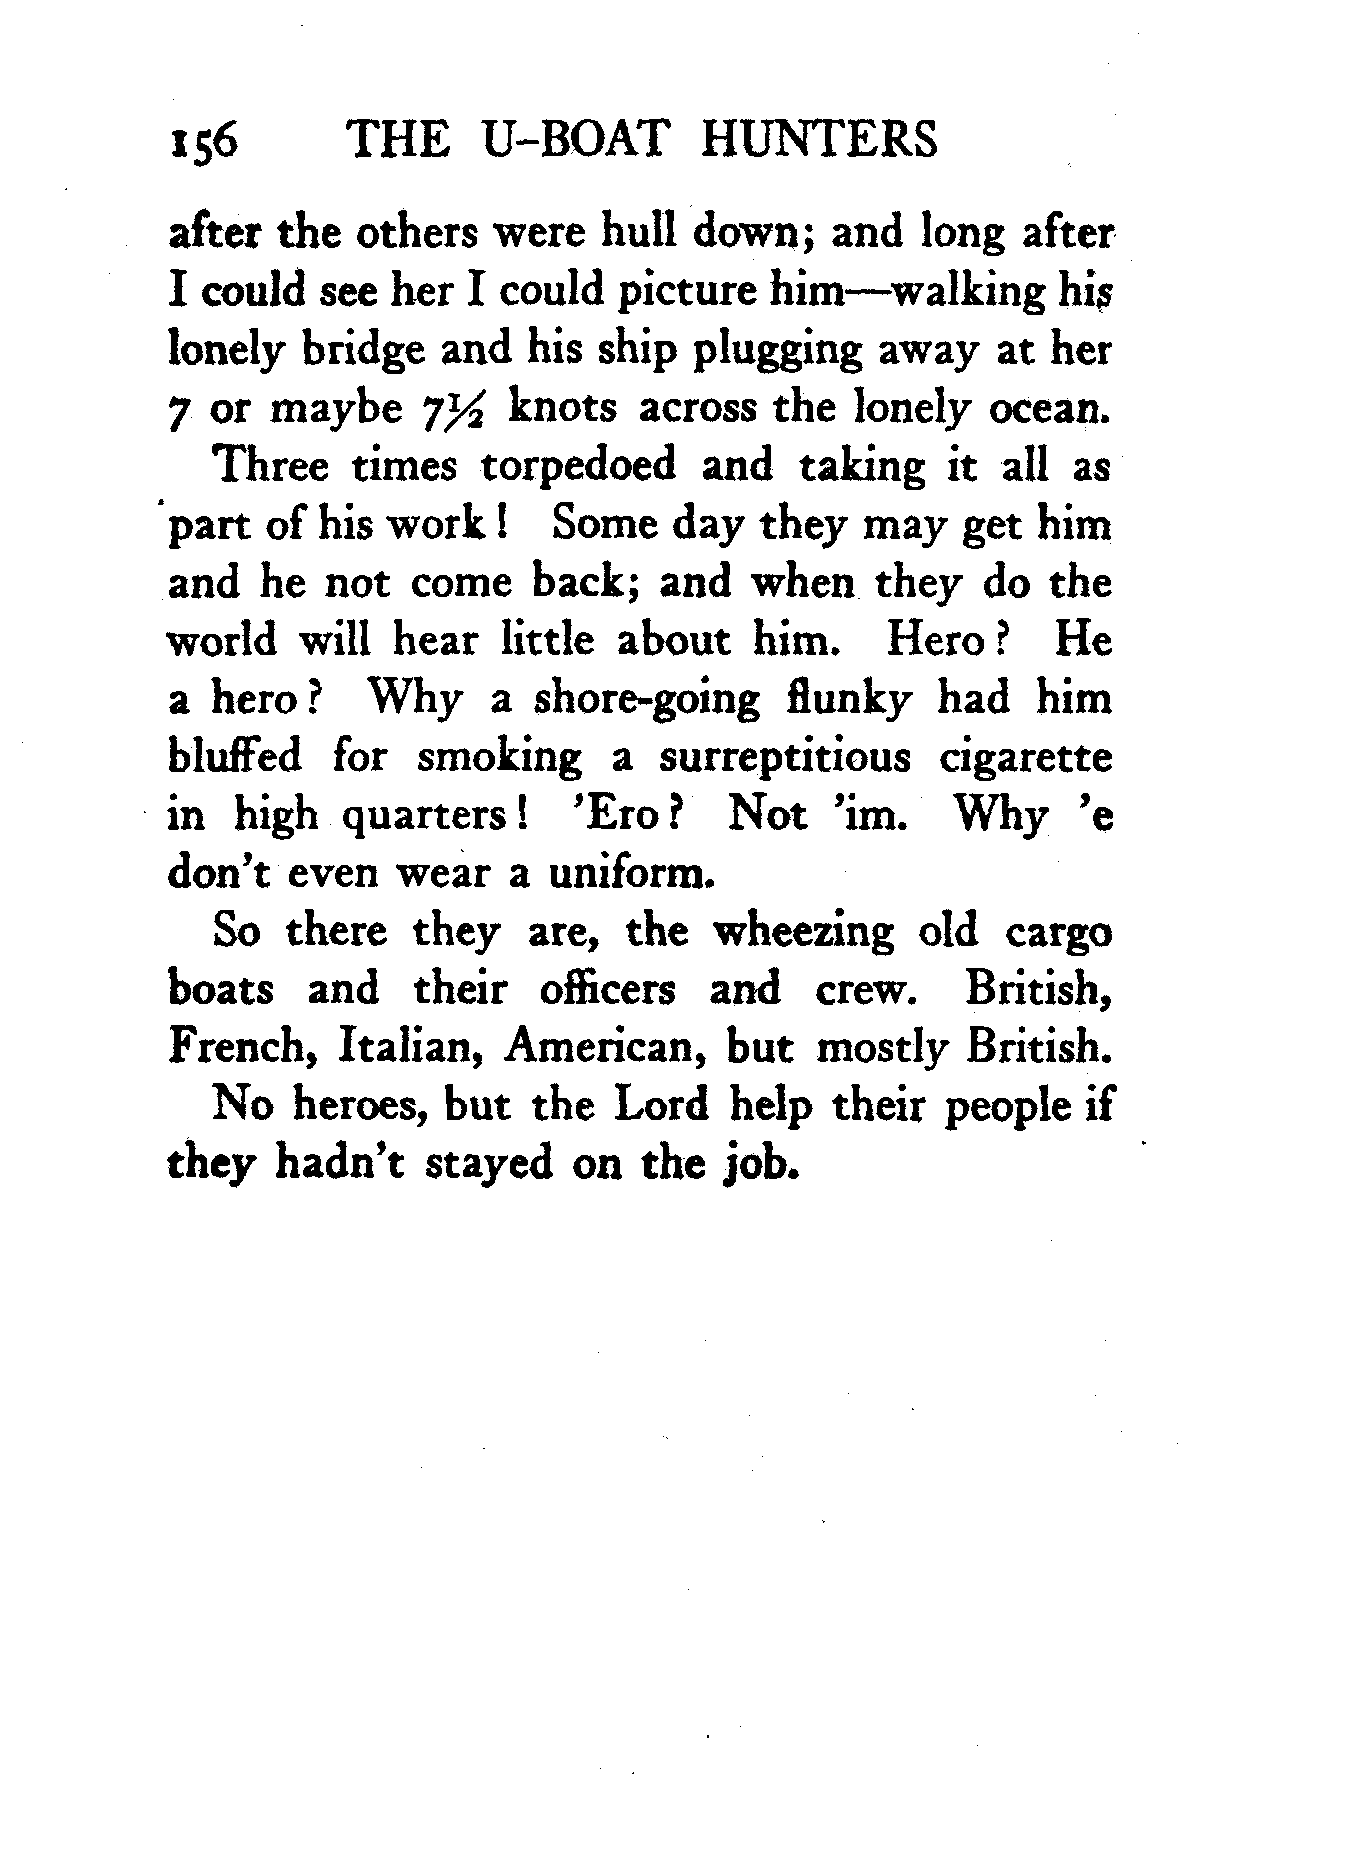 156 THE U-BOAT HUNTERS
after the others were hull down; and long after
I could see her I could picture him—walking his
lonely bridge and his ship plugging away at her
7 or maybe 7½ knots across the lonely ocean.
Three times torpedoed and taking it all as
part of his work! Some day they may get him
and he not come back; and when they do the
world will hear little about him. Hero? He
a hero? Why a shore-going flunky had him
bluffed for smoking a surreptitious cigarette
in high quarters! 'Ero? Not 'im. Why 'e
don't even wear a uniform.
So there they are, the wheezing old cargo
boats and their officers and crew. British,
French, Italian, American, but mostly British.
No heroes, but the Lord help their people if
they hadn't stayed on the job.